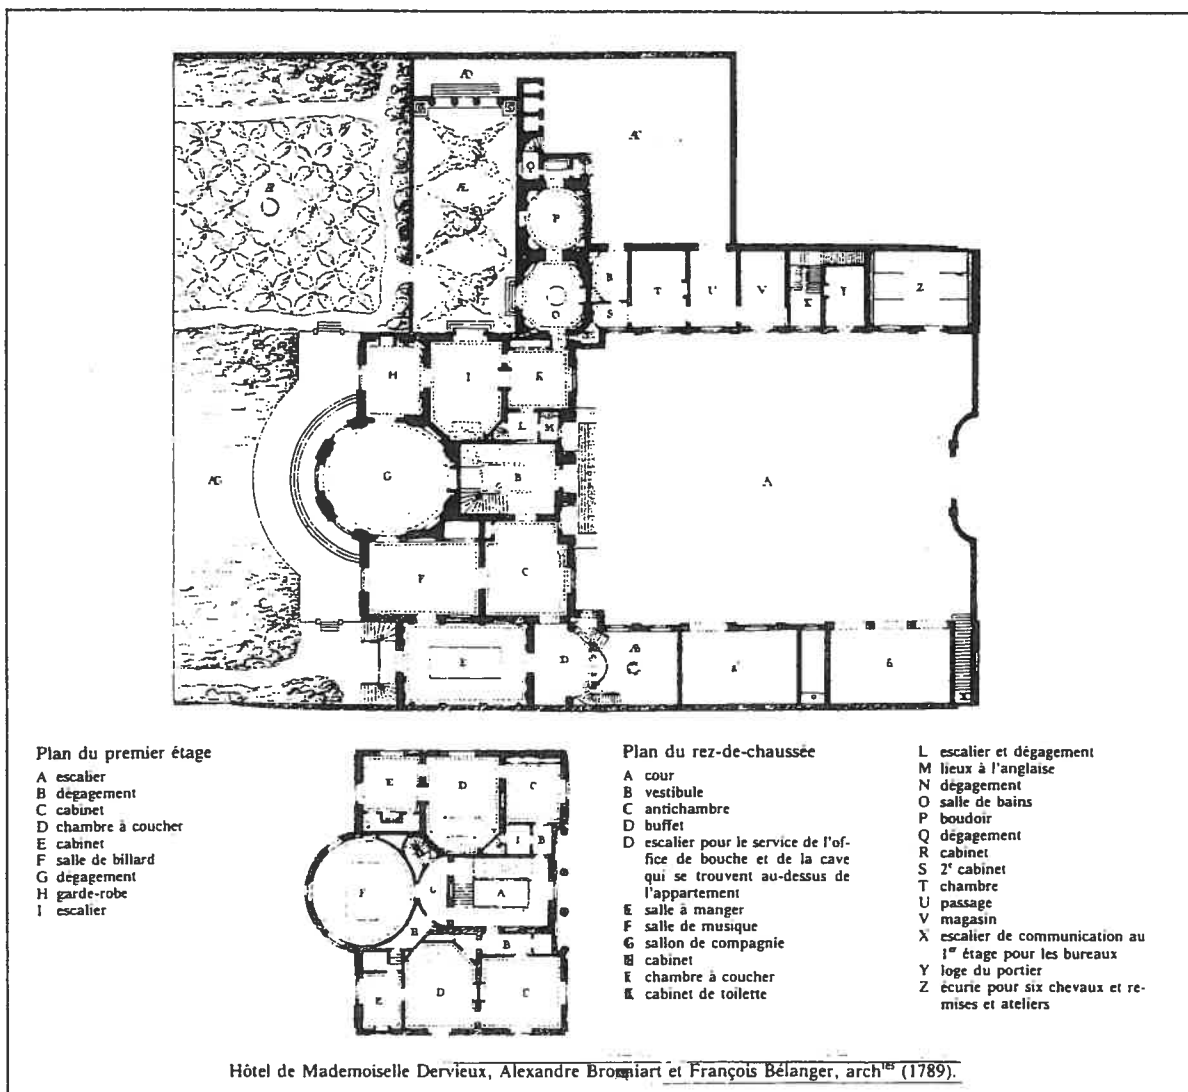 Plan du premier étage
A escalier
B dégagement
C cabinet
D chambre à coucher
E cabinet
F salle de billard
G dégagement
H garde-robe
I escalier
Plan du rez-de-chaussée
A cour
B vestibule
C antichambre
D buffet
D escalier pour le service de l'of-
fice de bouche et de la cave
qui se trouvent au-dessus de
l'appartement
E salle à manger
F salle de musique
G sallon de compagnie
H cabinet
I chambre à coucher
K cabinet de toilette
L escalier et dégagement
M lieux à l'anglaise
N dégagement
O salle de bains
P boudoir
Q dégagement
R cabinet
S 2e cabinet
T chambre
U passage
V magasin
X escalier de communication au
1er étage pour les bureaux
Y loge du portier
Z écurie pour six chevaux et re-
mises et ateliers
Hôtel de Mademoiselle Dervieux, Alexandre Brongniart et François Bélanger, archtes (1789).